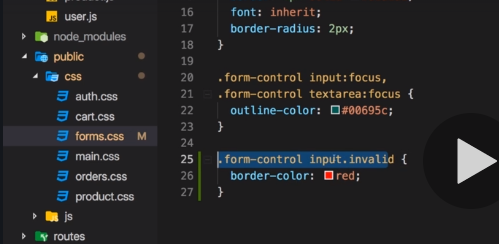 user.js
node_modules
public
css
auth.css
cart.css
forms.css M
main.css
orders.css
product.css
js
routes
16 font: inherit;
17 border-radius: 2px;
18 }
19
20 .form-control input:focus,
21 .form-control textarea:focus {
22 outline-color: #00695c;
23 }
24
25 .form-control input.invalid {
26 border-color: red;
27 }